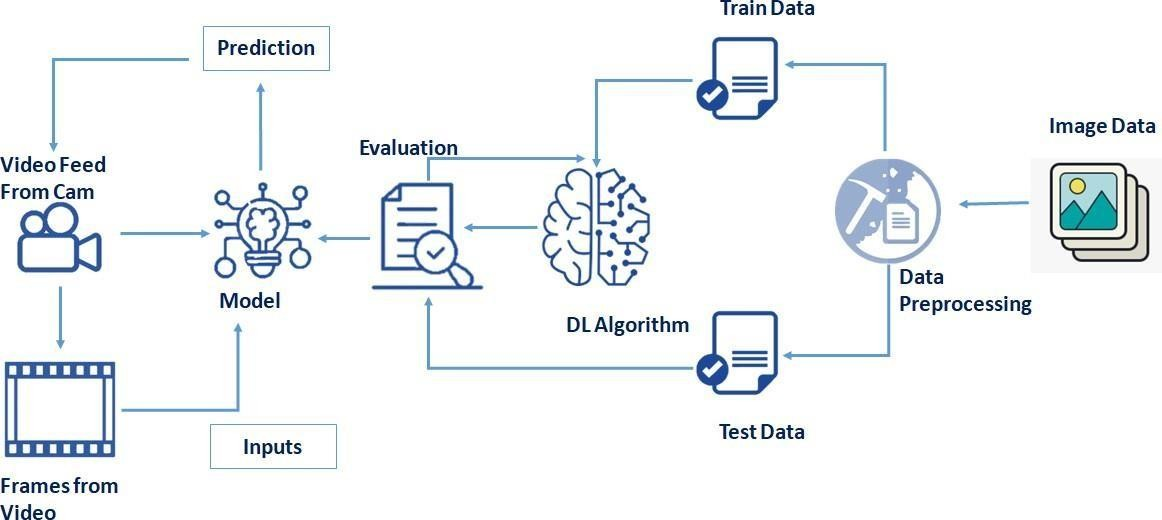 Train Data
Prediction
Image Data
Evaluation
Video Feed
From Cam
Data
Preprocessing
Model
DL Algorithm
Test Data
Inputs
Frames from
Video